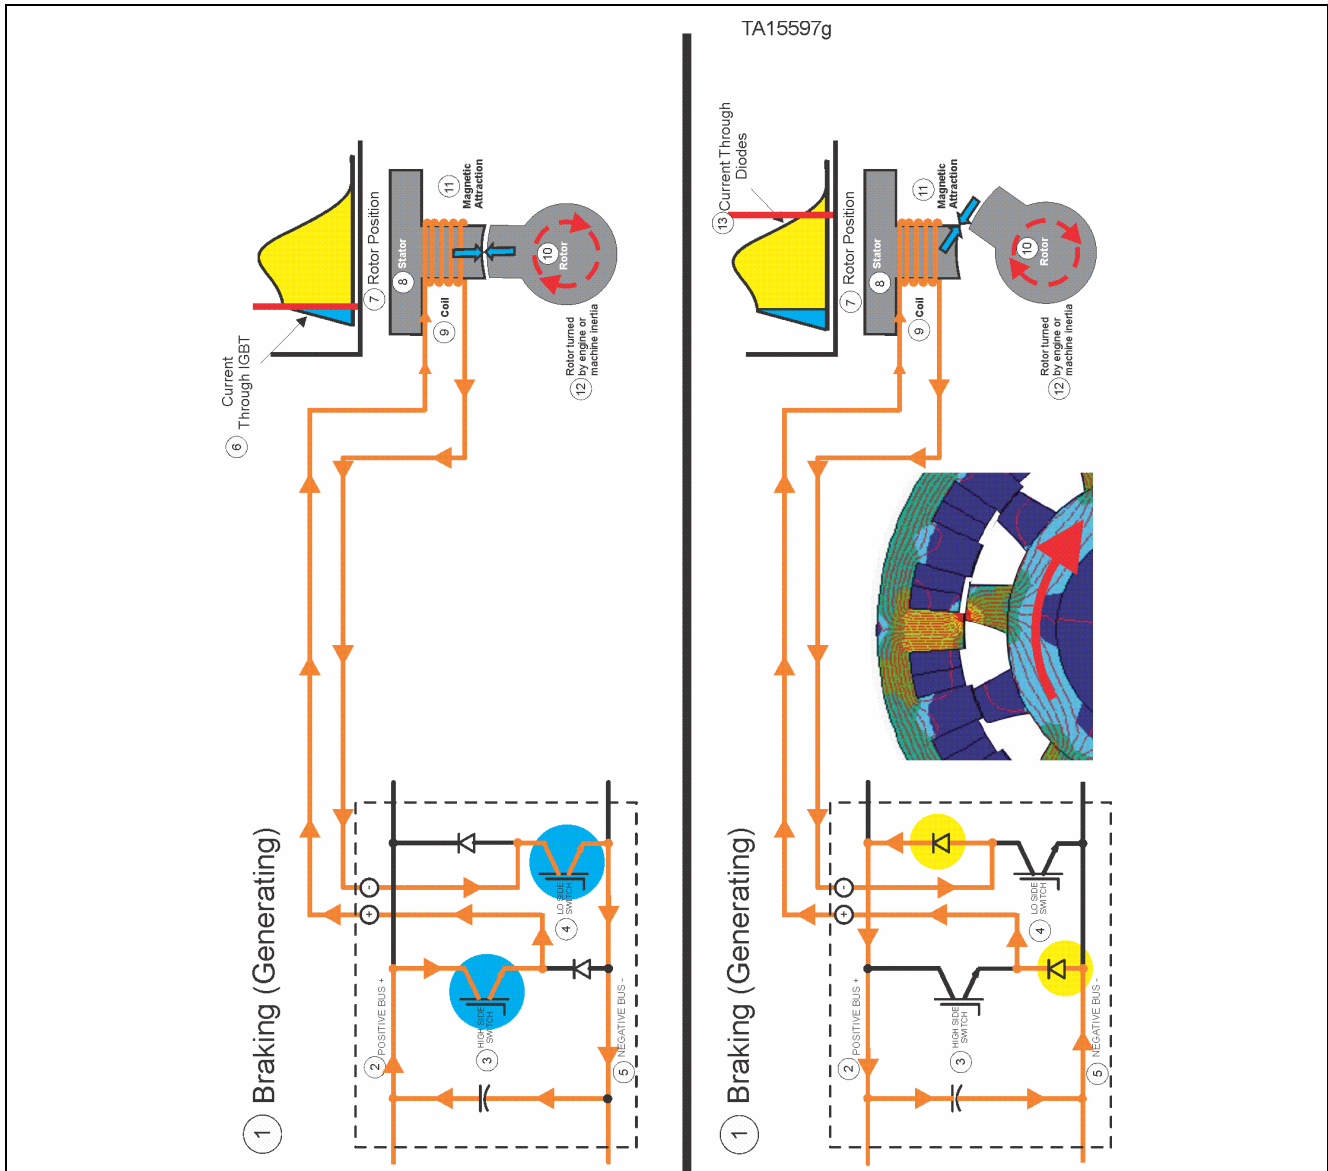 TA15597g
1 Braking (Generating)
2 POSITIVE BUS +
3 HIGH SIDE
SWITCH
4 LO SIDE
SWITCH
5 NEGATIVE BUS -
+
-
6 Current
Through IGBT
7 Rotor Position
8 Stator
9 Coil
10 Rotor
11 Magnetic
Attraction
12 Rotor turned
by engine or
machine inertia
1 Braking (Generating)
2 POSITIVE BUS +
3 HIGH SIDE
SWITCH
4 LO SIDE
SWITCH
5 NEGATIVE BUS -
+
-
13 Current Through
Diodes
7 Rotor Position
8 Stator
9 Coil
10 Rotor
11 Magnetic
Attraction
12 Rotor turned
by engine or
machine inertia